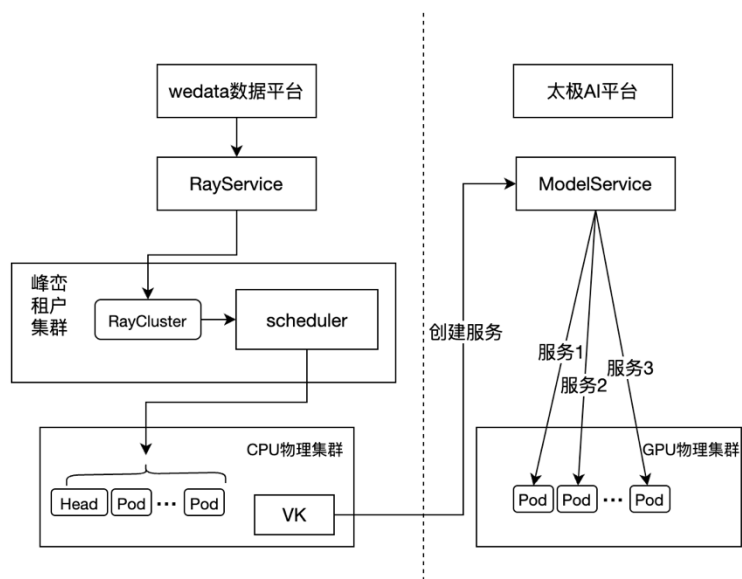 wedata数据平台
太极AI平台
RayService
ModelService
峰峦
租户
集群
RayCluster
scheduler
创建服务
服务1
服务2
服务3
CPU物理集群
Head
Pod
...
Pod
VK
GPU物理集群
Pod
Pod
...
Pod